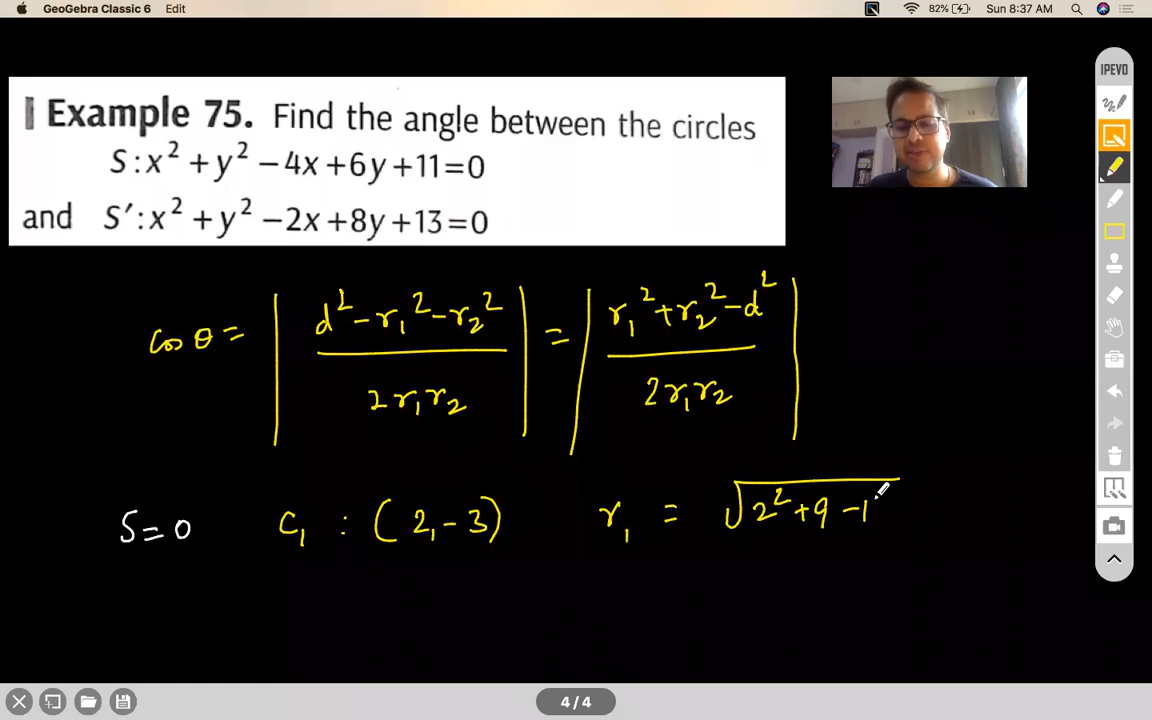 GeoGebra Classic 6 Edit 82% Sun 8:37 AM
IPEVO
Example 75. Find the angle between the circles
S:x²+y²−4x+6y+11=0
and S′:x²+y²−2x+8y+13=0
cos θ = | (d²−r₁²−r₂²)/(2r₁r₂) | = | (r₁²+r₂²−d²)/(2r₁r₂) |
S=0 C₁ : (2,−3) r₁ = √(2²+9−1
4/4